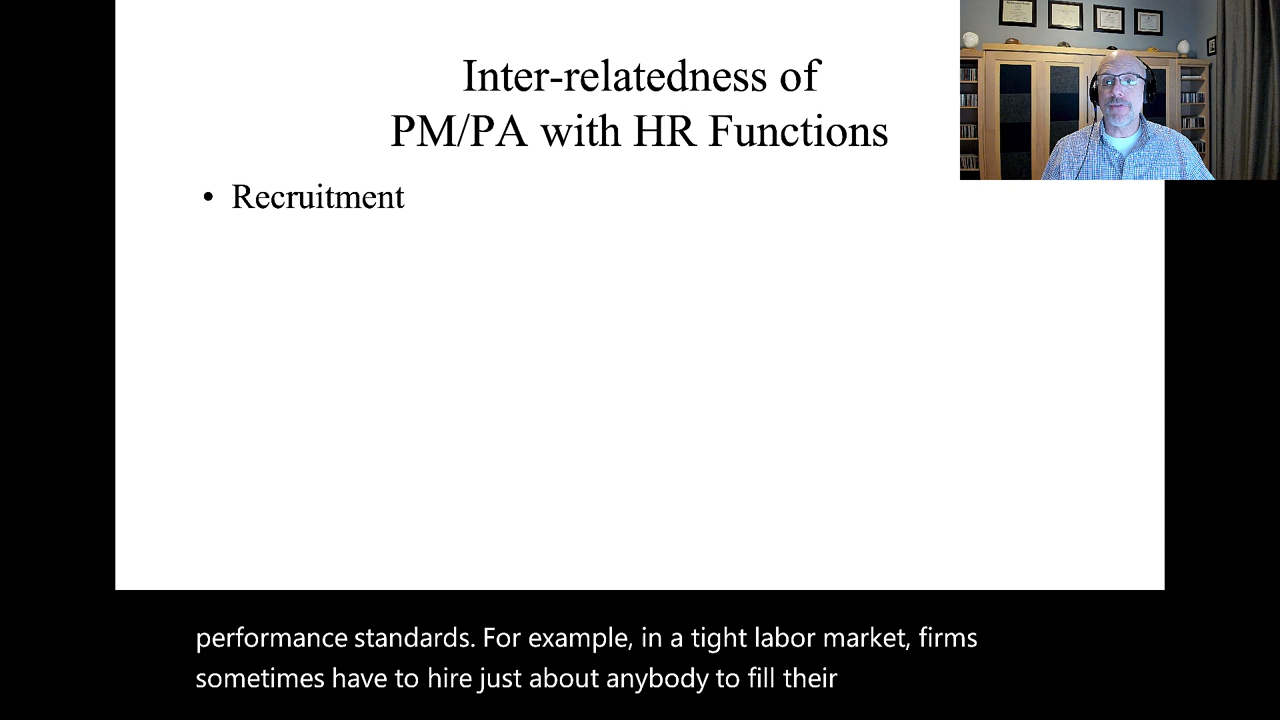 Inter-relatedness of
PM/PA with HR Functions
• Recruitment
performance standards. For example, in a tight labor market, firms
sometimes have to hire just about anybody to fill their